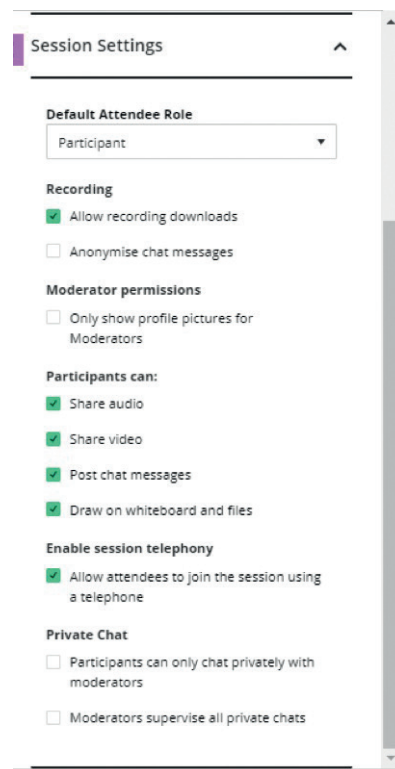 Session Settings
Default Attendee Role
Participant
Recording
Allow recording downloads
Anonymise chat messages
Moderator permissions
Only show profile pictures for
Moderators
Participants can:
Share audio
Share video
Post chat messages
Draw on whiteboard and files
Enable session telephony
Allow attendees to join the session using
a telephone
Private Chat
Participants can only chat privately with
moderators
Moderators supervise all private chats